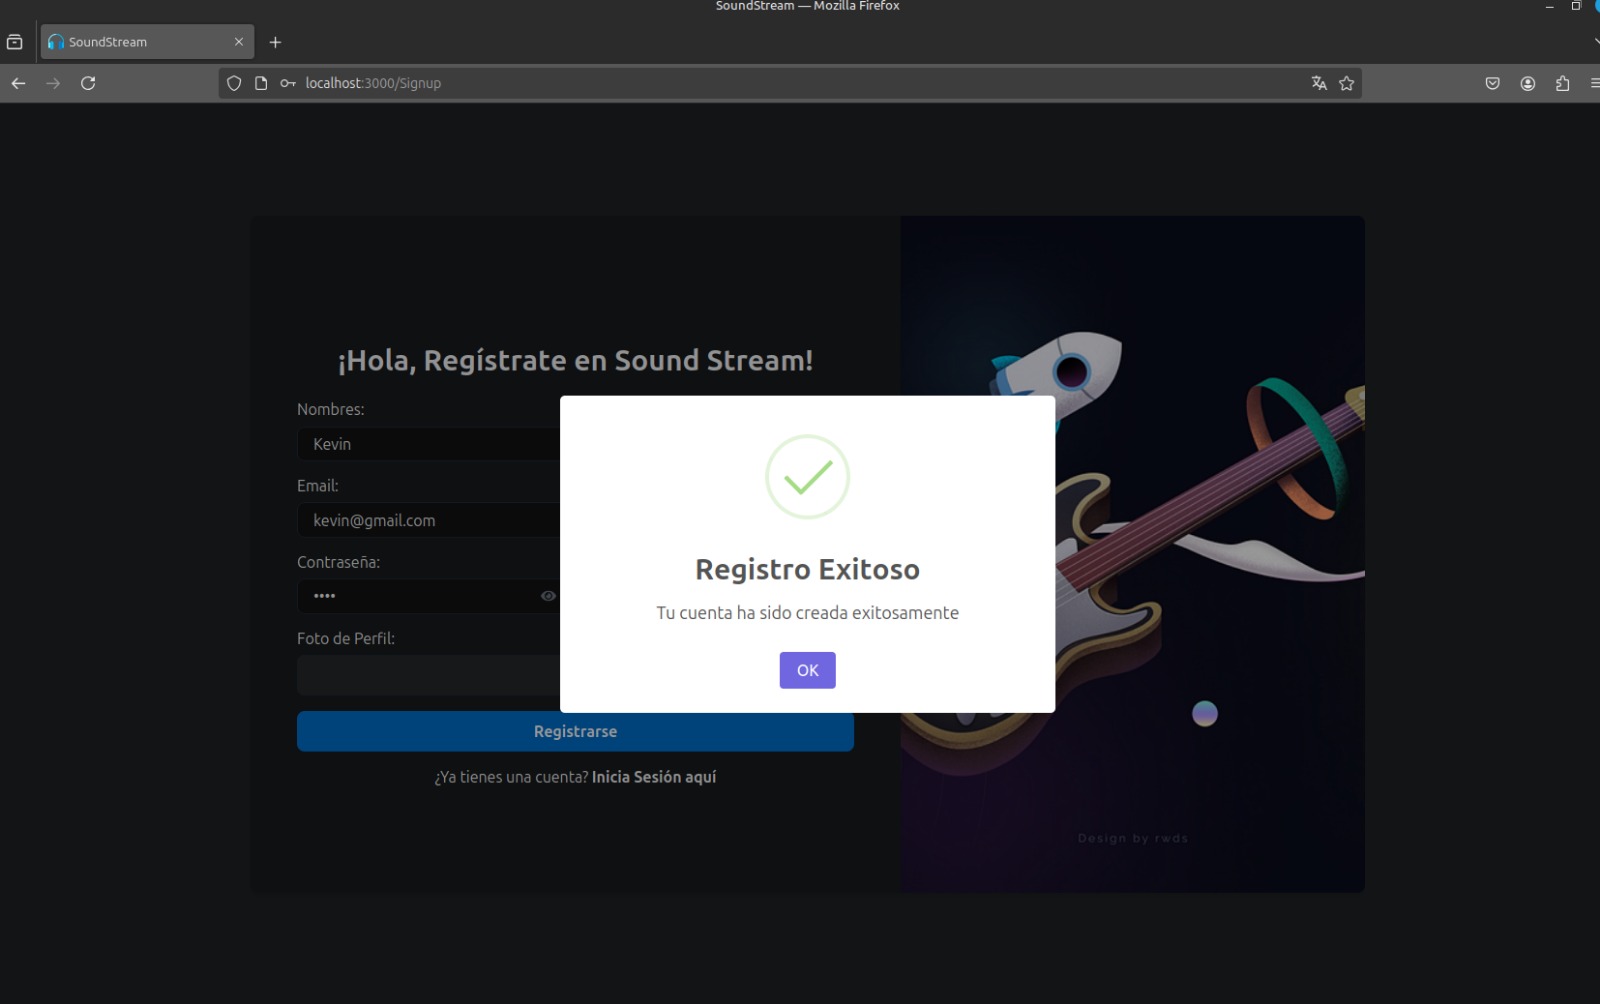 SoundStream — Mozilla Firefox
SoundStream
localhost:3000/Signup
¡Hola, Regístrate en Sound Stream!
Nombres:
Kevin
Email:
kevin@gmail.com
Contraseña:
••••
Foto de Perfil:
Registrarse
¿Ya tienes una cuenta? Inicia Sesión aquí
Registro Exitoso
Tu cuenta ha sido creada exitosamente
OK
Design by rwds